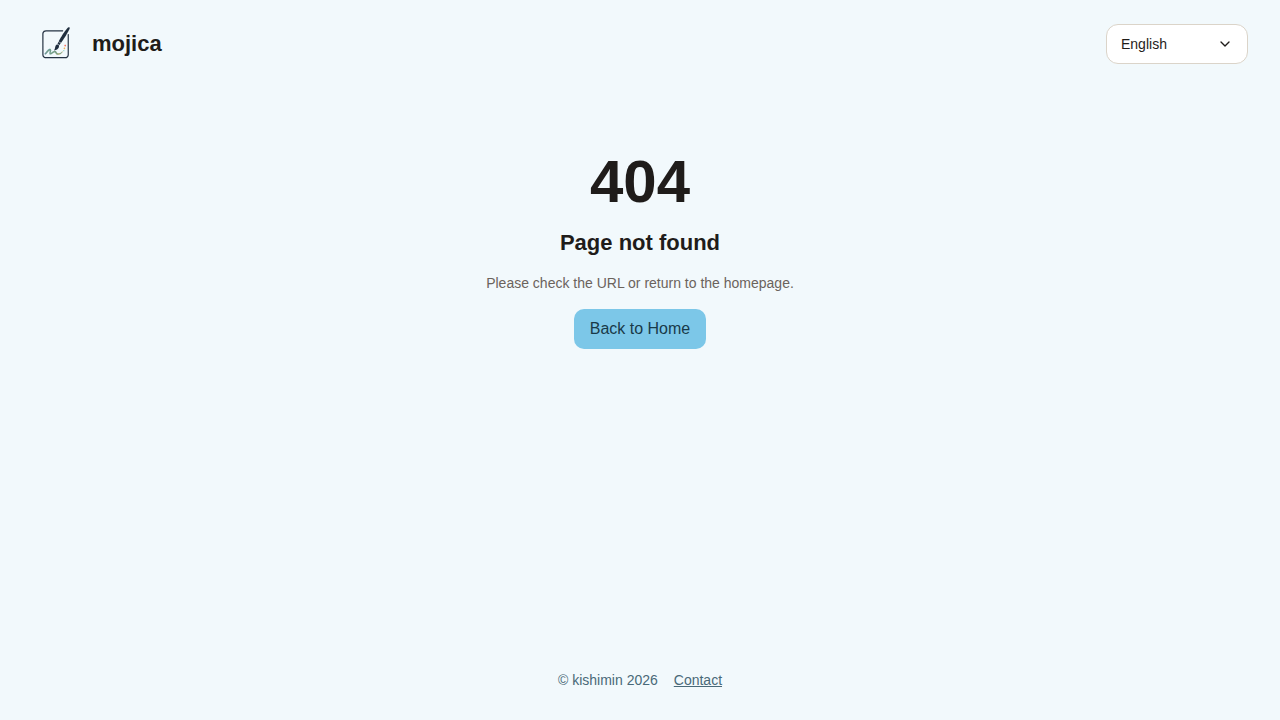 mojica
English
404
Page not found
Please check the URL or return to the homepage.
Back to Home
© kishimin 2026 Contact